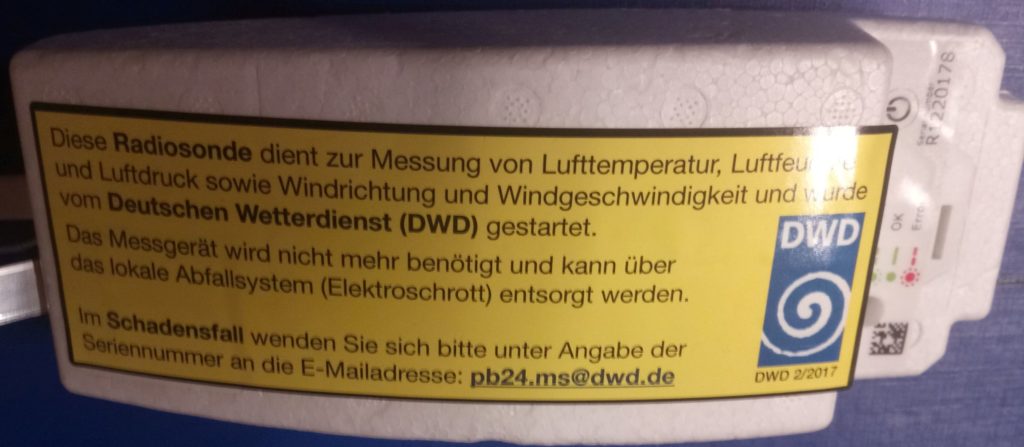 Diese Radiosonde dient zur Messung von Lufttemperatur,
und Luftdruck sowie Windrichtung und Windgeschwindigkeit und wurde
vom Deutschen Wetterdienst (DWD) gestartet.
Das Messgerät wird nicht mehr benötigt und kann über
das lokale Abfallsystem (Elektroschrott) entsorgt werden.
Im Schadensfall wenden Sie sich bitte unter Angabe der
Seriennummer an die E-Mailadresse: pb24.ms@dwd.de
DWD
DWD 2/2017
R1220178
OK